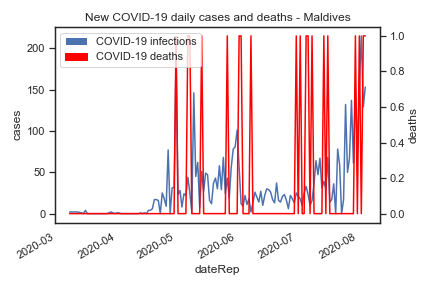 New COVID-19 daily cases and deaths - Maldives
COVID-19 infections
COVID-19 deaths
200
150
100
50
0
cases
1.0
0.8
0.6
0.4
0.2
0.0
deaths
2020-03
2020-04
2020-05
2020-06
2020-07
2020-08
dateRep